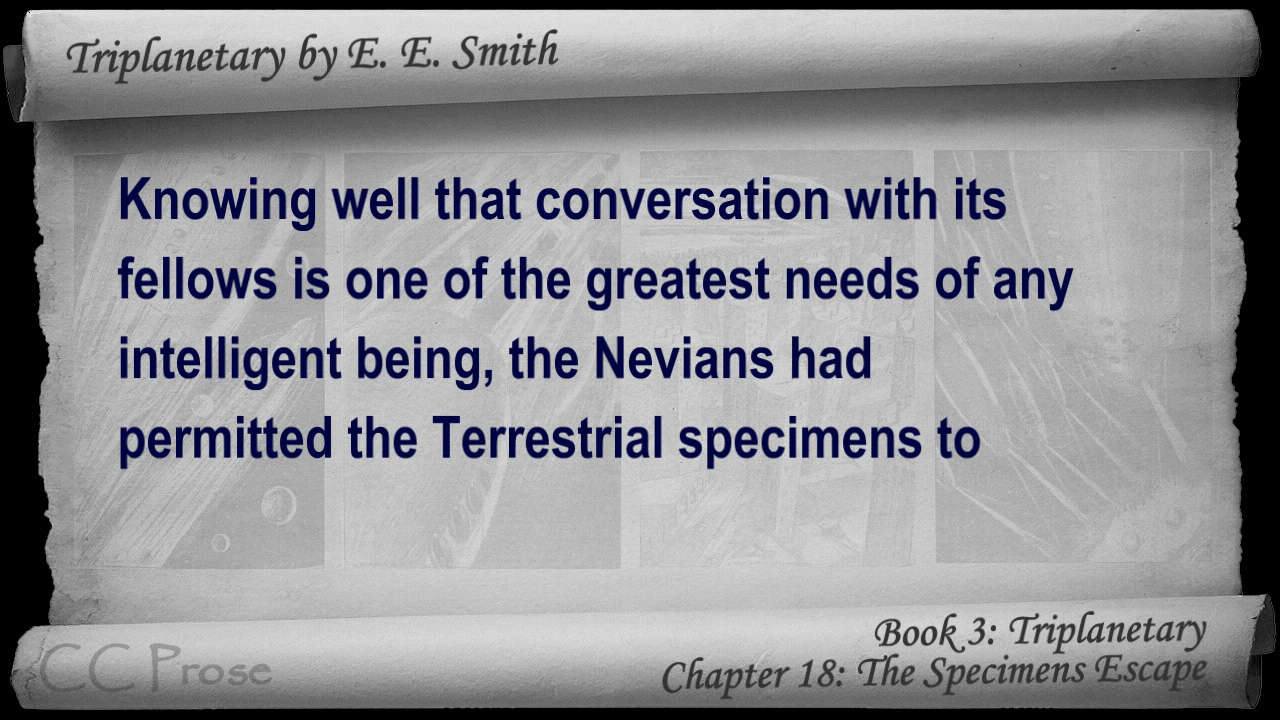 Triplanetary by E. E. Smith
Knowing well that conversation with its
fellows is one of the greatest needs of any
intelligent being, the Nevians had
permitted the Terrestrial specimens to
Book 3: Triplanetary
Chapter 18: The Specimens Escape
CC Prose